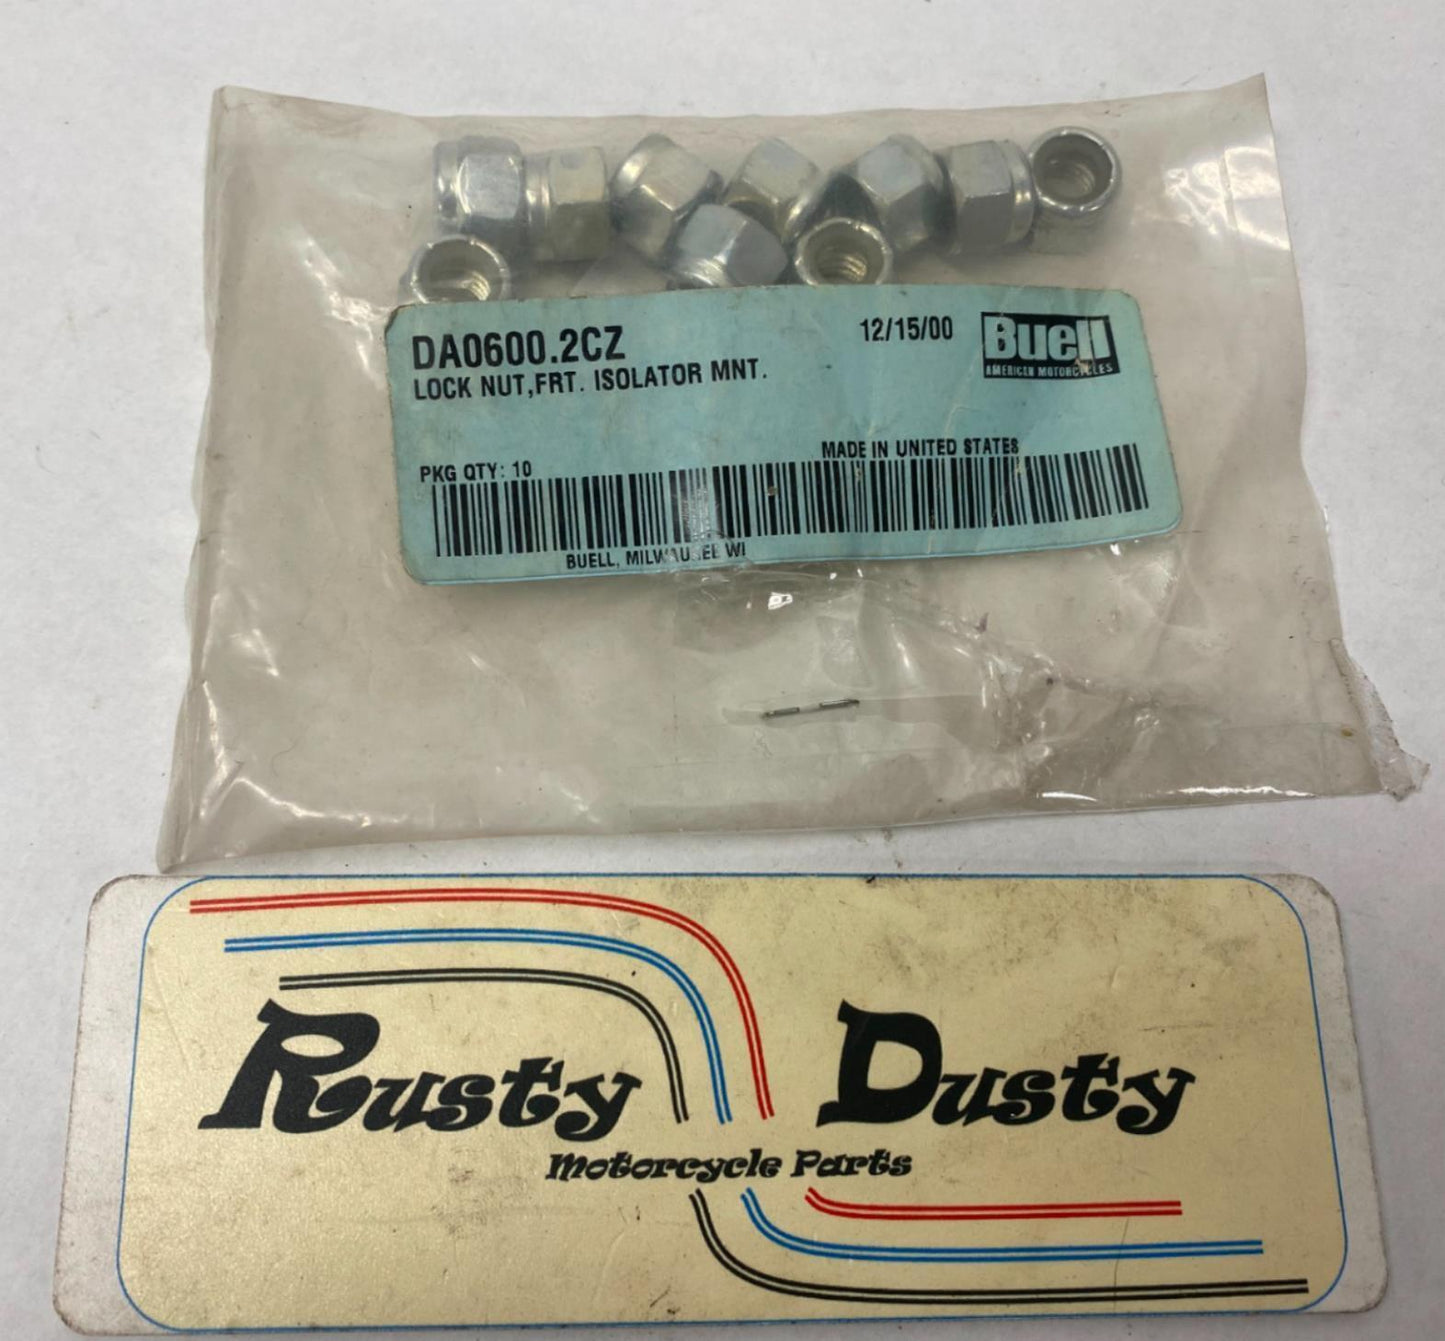 DA0600.2CZ
12/15/00
Buell
AMERICAN MOTORCYCLES
LOCK NUT,FRT. ISOLATOR MNT.
MADE IN UNITED STATES
PKG QTY: 10
BUELL, MILWAUKEE WI
Rusty Dusty
Motorcycle Parts